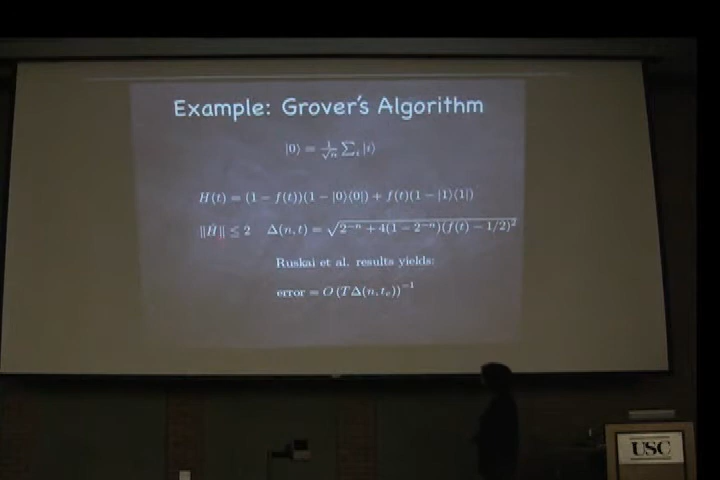 Example: Grover's Algorithm
|0⟩ = 1/√n ∑ᵢ |i⟩
H(t) = (1 − f(t))(1 − |0⟩⟨0|) + f(t)(1 − |1⟩⟨1|)
‖Ḣ‖ ≤ 2 Δ(n, t) = √(2⁻ⁿ + 4(1 − 2⁻ⁿ)(f(t) − 1/2)²)
Ruskai et al. results yields:
error = O (TΔ(n, tₑ))⁻¹
USC